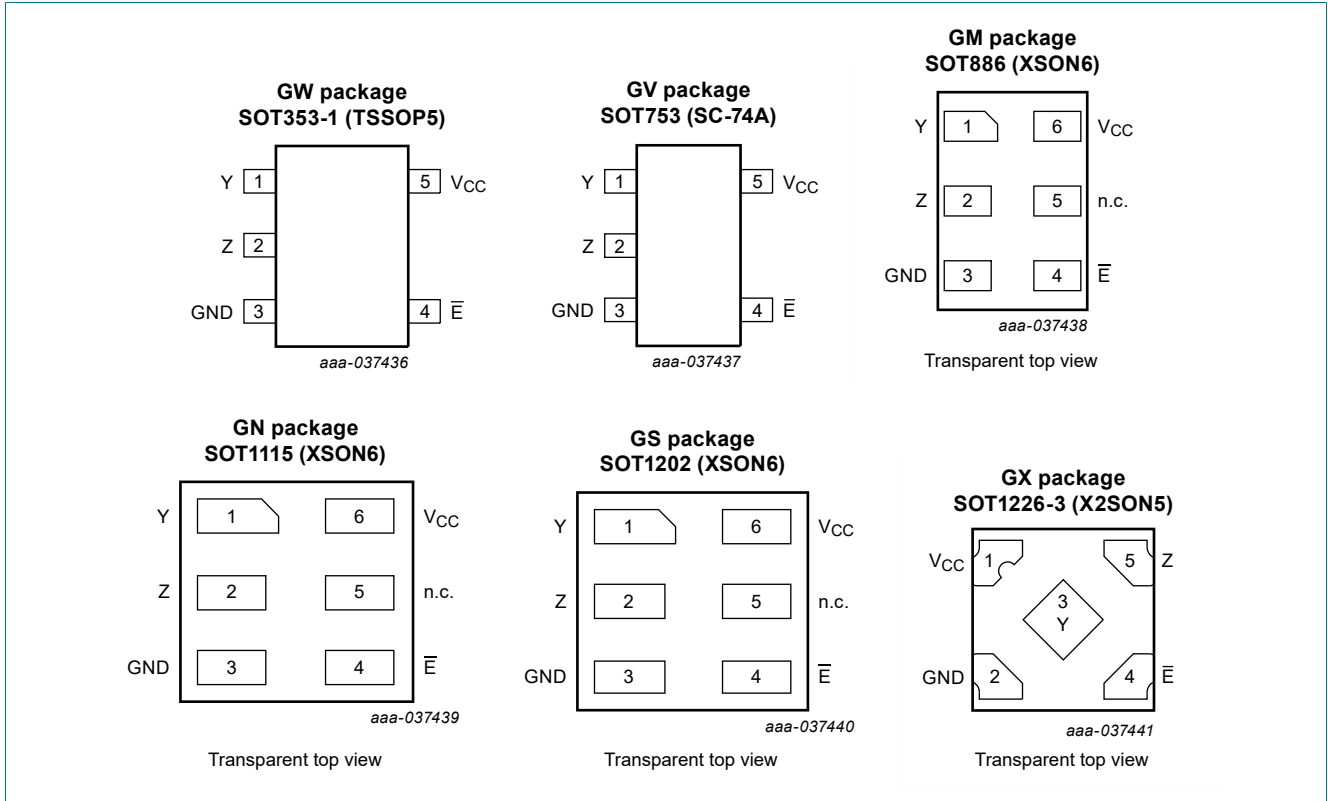 GW package
SOT353-1 (TSSOP5)
Y 1
5 VCC
Z 2
GND 3
4 E̅
aaa-037436
GV package
SOT753 (SC-74A)
Y 1
5 VCC
Z 2
GND 3
4 E̅
aaa-037437
GM package
SOT886 (XSON6)
Y 1 6 VCC
Z 2 5 n.c.
GND 3 4 E̅
aaa-037438
Transparent top view
GN package
SOT1115 (XSON6)
Y 1 6 VCC
Z 2 5 n.c.
GND 3 4 E̅
aaa-037439
Transparent top view
GS package
SOT1202 (XSON6)
Y 1 6 VCC
Z 2 5 n.c.
GND 3 4 E̅
aaa-037440
Transparent top view
GX package
SOT1226-3 (X2SON5)
VCC 1 5 Z
3
Y
GND 2 4 E̅
aaa-037441
Transparent top view